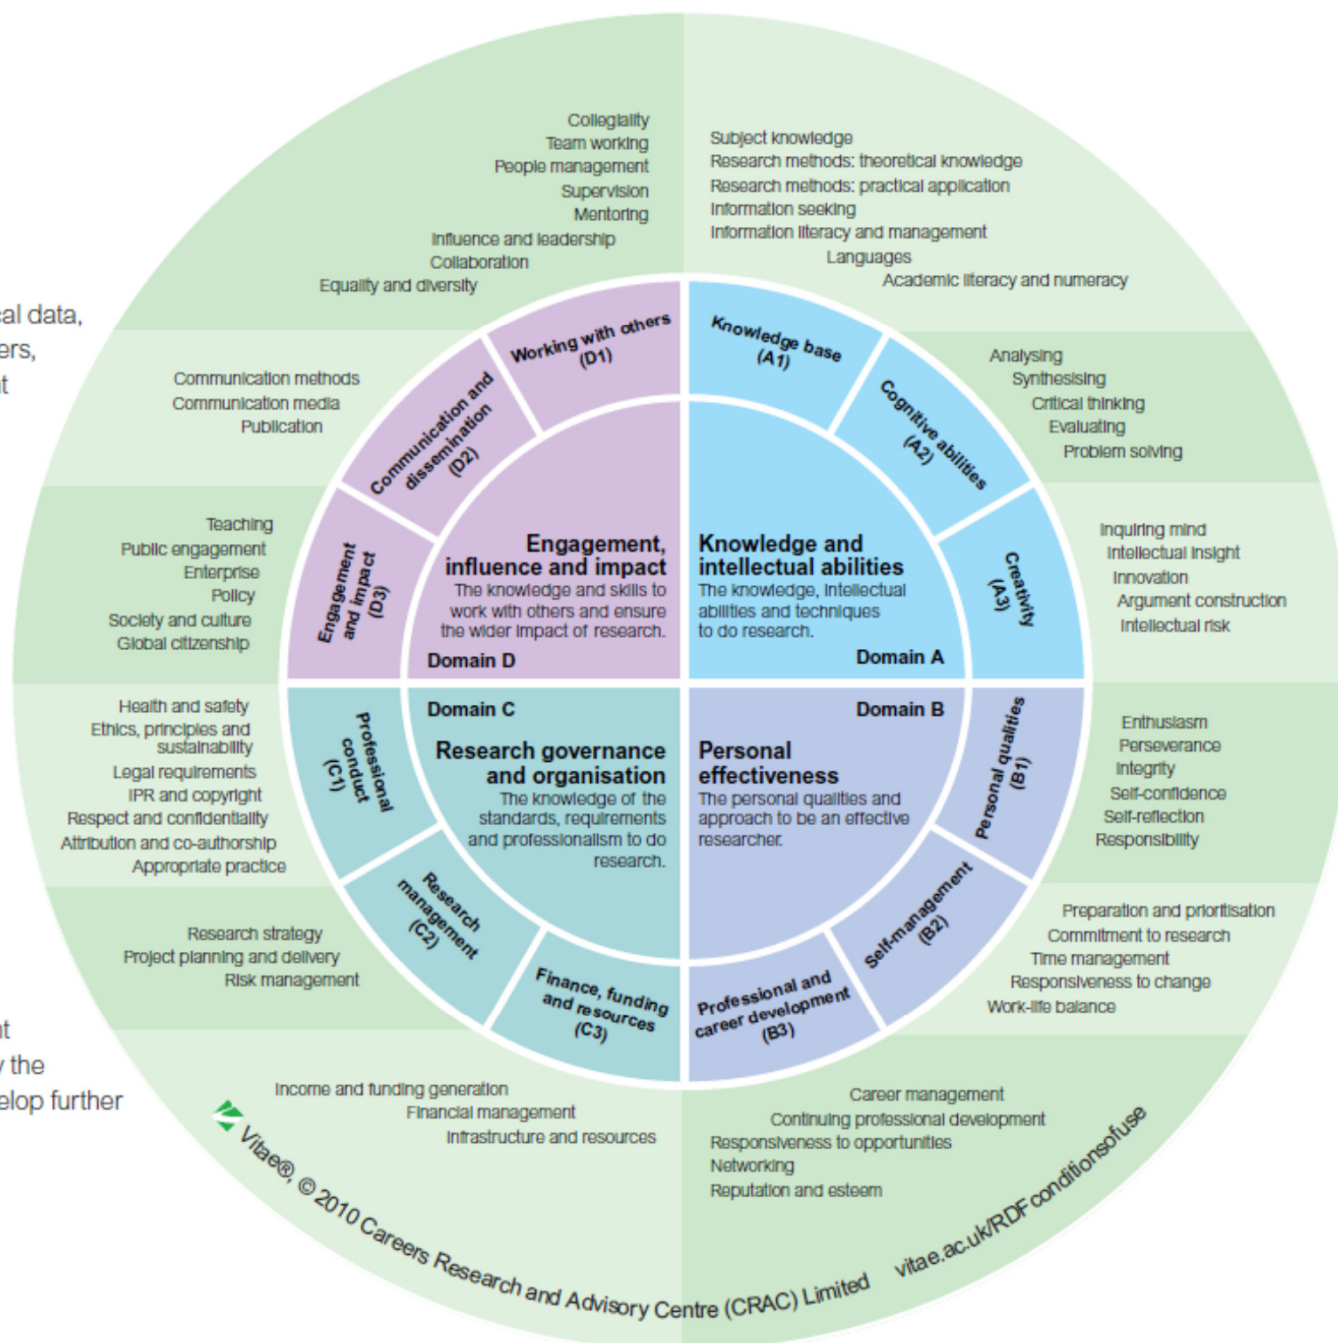 Collegiality
Team working
People management
Supervision
Mentoring
Influence and leadership
Collaboration
Equality and diversity
Subject knowledge
Research methods: theoretical knowledge
Research methods: practical application
Information seeking
Information literacy and management
Languages
Academic literacy and numeracy
cal data,
ers,
nt
Communication methods
Communication media
Publication
Working with others
(D1)
Knowledge base
(A1)
Analysing
Synthesising
Critical thinking
Evaluating
Problem solving
Communication and
dissemination
(D2)
Cognitive abilities
(A2)
Teaching
Public engagement
Enterprise
Policy
Society and culture
Global citizenship
Engagement
and impact
(D3)
Engagement,
influence and impact
The knowledge and skills to
work with others and ensure
the wider impact of research.
Domain D
Knowledge and
intellectual abilities
The knowledge, intellectual
abilities and techniques
to do research.
Domain A
Creativity
(A3)
Inquiring mind
Intellectual insight
Innovation
Argument construction
Intellectual risk
Health and safety
Ethics, principles and
sustainability
Legal requirements
IPR and copyright
Respect and confidentiality
Attribution and co-authorship
Appropriate practice
Professional
conduct
(C1)
Domain C
Research governance
and organisation
The knowledge of the
standards, requirements
and professionalism to do
research.
Domain B
Personal
effectiveness
The personal qualities and
approach to be an effective
researcher.
Personal qualities
(B1)
Enthusiasm
Perseverance
Integrity
Self-confidence
Self-reflection
Responsibility
Research strategy
Project planning and delivery
Risk management
Research
management
(C2)
Finance, funding
and resources
(C3)
Professional and
career development
(B3)
Self-management
(B2)
Preparation and prioritisation
Commitment to research
Time management
Responsiveness to change
Work-life balance
nt
y the
elop further
Income and funding generation
Financial management
Infrastructure and resources
Career management
Continuing professional development
Responsiveness to opportunities
Networking
Reputation and esteem
Vitae®, © 2010 Careers Research and Advisory Centre (CRAC) Limited vitae.ac.uk/RDFconditionsofuse